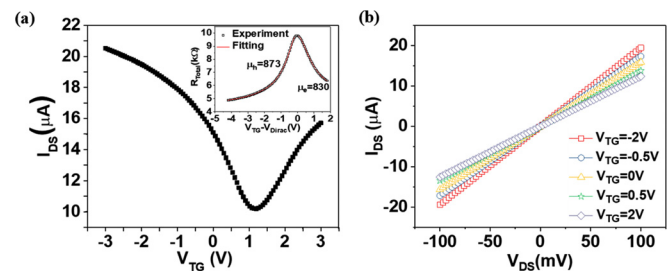 (a)
22
20
18
16
14
12
10
I_DS(μA)
-3
-2
-1
0
1
2
3
V_TG (V)
Experiment
Fitting
μ_h=873
μ_e=830
R_Total(kΩ)
10
9
8
7
6
5
4
-4
-3
-2
-1
0
1
2
V_TG-V_Dirac(V)
(b)
20
10
0
-10
-20
I_DS (μA)
-100
-50
0
50
100
V_DS(mV)
V_TG=-2V
V_TG=-0.5V
V_TG=0V
V_TG=0.5V
V_TG=2V